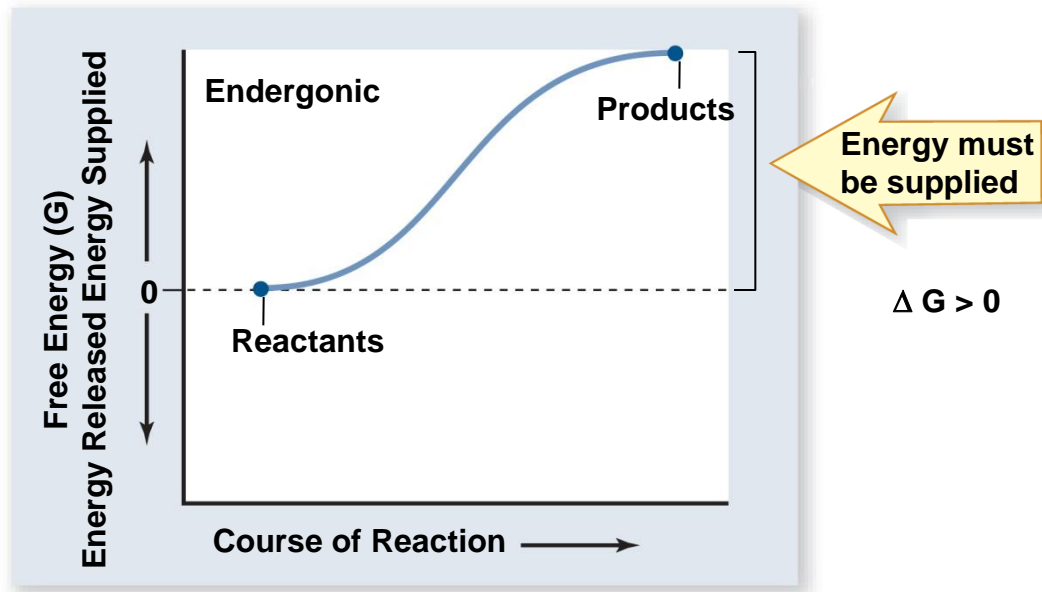 Free Energy (G)
Energy Released Energy Supplied
0
Endergonic
Products
Reactants
Course of Reaction
Energy must
be supplied
Δ G > 0